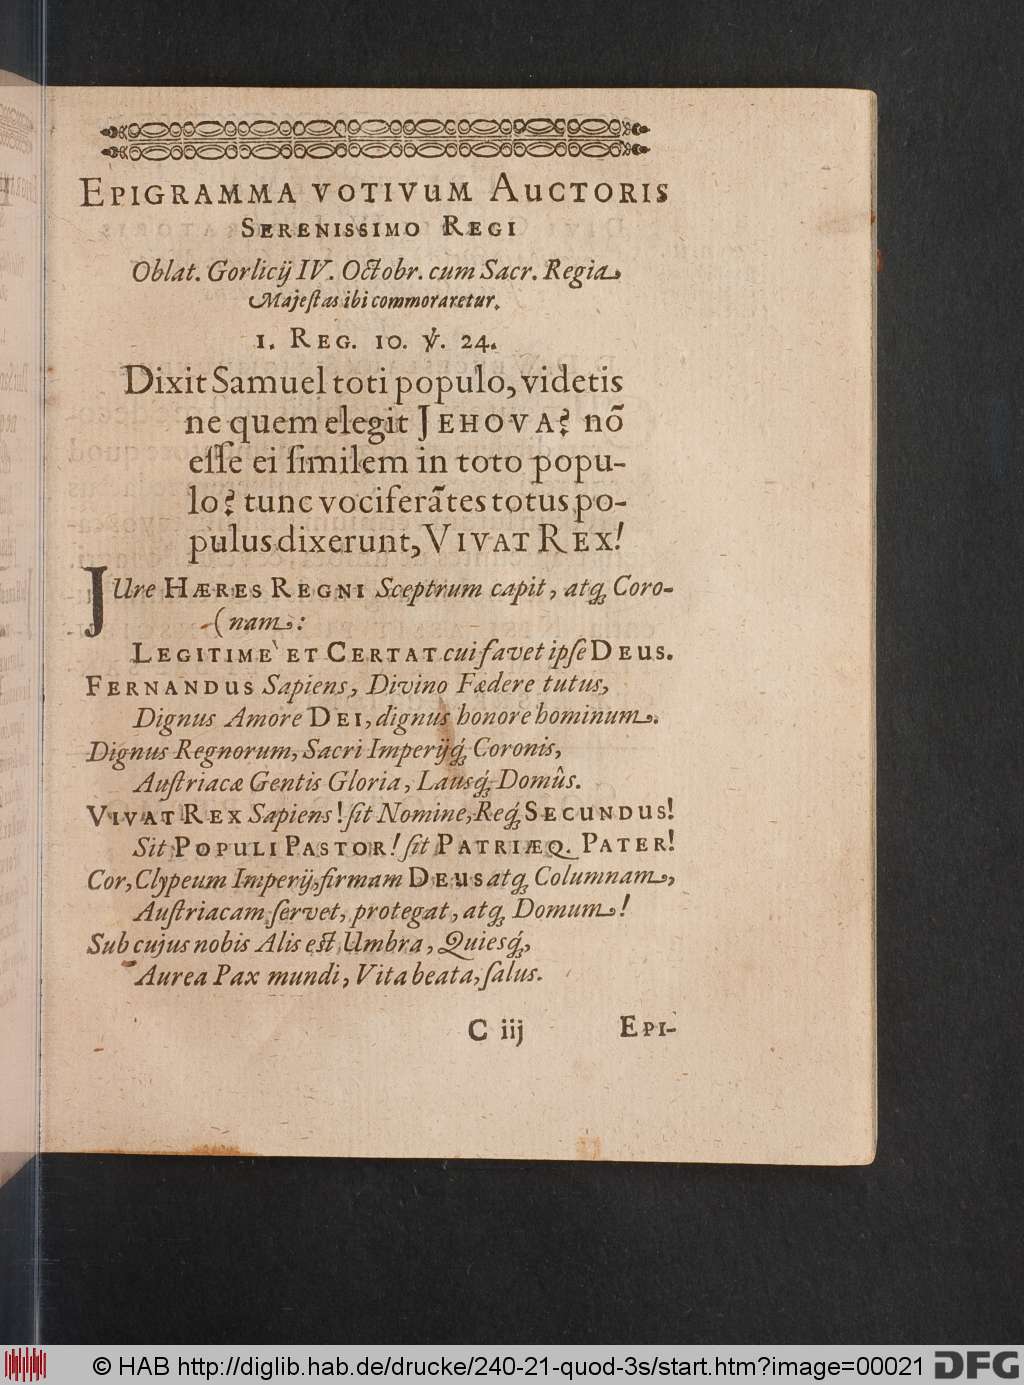 EPIGRAMMA VOTIVUM AUCTORIS
SERENISSIMO REGI
Oblat. Gorlicij IV. Octobr. cum Sacr. Regia
Majeſtas ibi commoraretur.
1. REG. 10. ℣. 24.
Dixit Samuel toti populo, videtis
ne quem elegit JEHOVA? nõ
eſſe ei ſimilem in toto popu-
lo? tunc vociferãtes totus po-
pulus dixerunt, VIVAT REX!
JUre HÆRES REGNI Sceptrum capit, atq́ꝫ Coro-
(nam:
LEGITIME` ET CERTAT cui favet ipſe DEUS.
FERNANDUS Sapiens, Divino Fædere tutus,
Dignus Amore DEI, dignus honore hominum.
Dignus Regnorum, Sacri Imperijq́; Coronis,
Auſtriacæ Gentis Gloria, Lausq́; Domûs.
VIVAT REX Sapiens! ſit Nomine, Req́; SECUNDUS!
Sit POPULI PASTOR! ſit PATRIÆQ. PATER!
Cor, Clypeum Imperij, firmam DEUS atq́ꝫ Columnam,
Auſtriacam ſervet, protegat, atq́ꝫ Domum!
Sub cujus nobis Alis eſt Umbra, Quiesq́;,
Aurea Pax mundi, Vita beata, ſalus.
C iij EPI-
© HAB http://diglib.hab.de/drucke/240-21-quod-3s/start.htm?image=00021 DFG